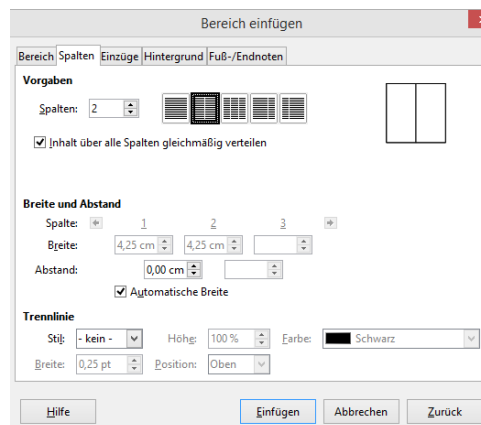 Bereich einfügen
Bereich Spalten Einzüge Hintergrund Fuß-/Endnoten
Vorgaben
Spalten: 2
Inhalt über alle Spalten gleichmäßig verteilen
Breite und Abstand
Spalte: 1 2 3
Breite: 4,25 cm 4,25 cm
Abstand: 0,00 cm
Automatische Breite
Trennlinie
Stil: - kein - Höhe: 100 % Farbe: Schwarz
Breite: 0,25 pt Position: Oben
Hilfe Einfügen Abbrechen Zurück